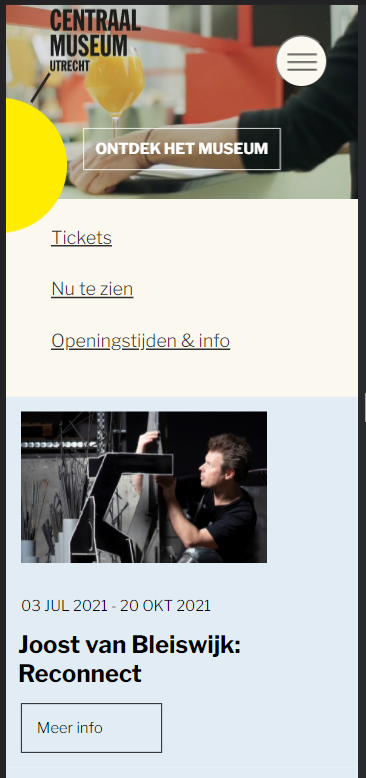 CENTRAAL
MUSEUM
UTRECHT
ONTDEK HET MUSEUM
Tickets
Nu te zien
Openingstijden & info
03 JUL 2021 - 20 OKT 2021
Joost van Bleiswijk:
Reconnect
Meer info